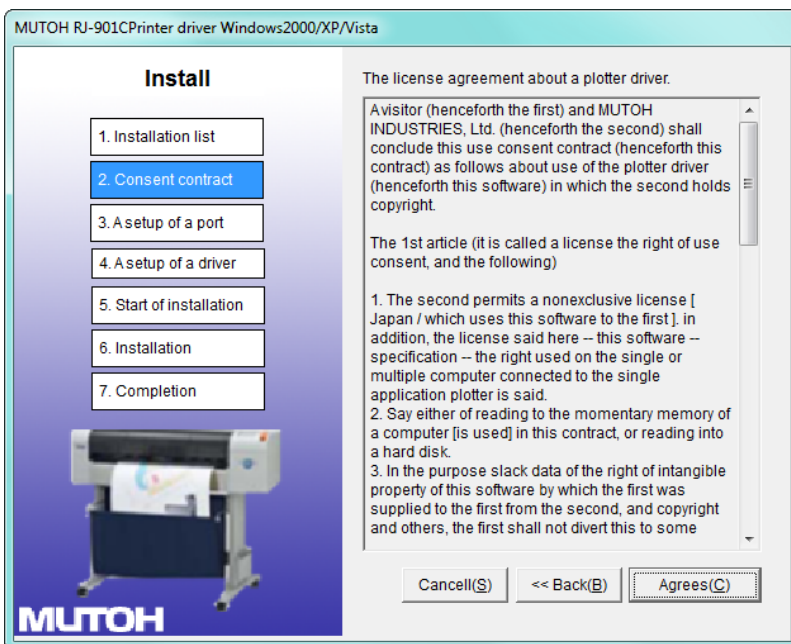 MUTOH RJ-901CPrinter driver Windows2000/XP/Vista
Install
1. Installation list
2. Consent contract
3. A setup of a port
4. A setup of a driver
5. Start of installation
6. Installation
7. Completion
MUTOH
The license agreement about a plotter driver.
Avisitor (henceforth the first) and MUTOH
INDUSTRIES, Ltd. (henceforth the second) shall
conclude this use consent contract (henceforth this
contract) as follows about use of the plotter driver
(henceforth this software) in which the second holds
copyright.
The 1st article (it is called a license the right of use
consent, and the following)
1. The second permits a nonexclusive license [
Japan / which uses this software to the first ]. in
addition, the license said here -- this software --
specification -- the right used on the single or
multiple computer connected to the single
application plotter is said.
2. Say either of reading to the momentary memory of
a computer [is used] in this contract, or reading into
a hard disk.
3. In the purpose slack data of the right of intangible
property of this software by which the first was
supplied to the first from the second, and copyright
and others, the first shall not divert this to some
Cancell(S)
<< Back(B)
Agrees(C)